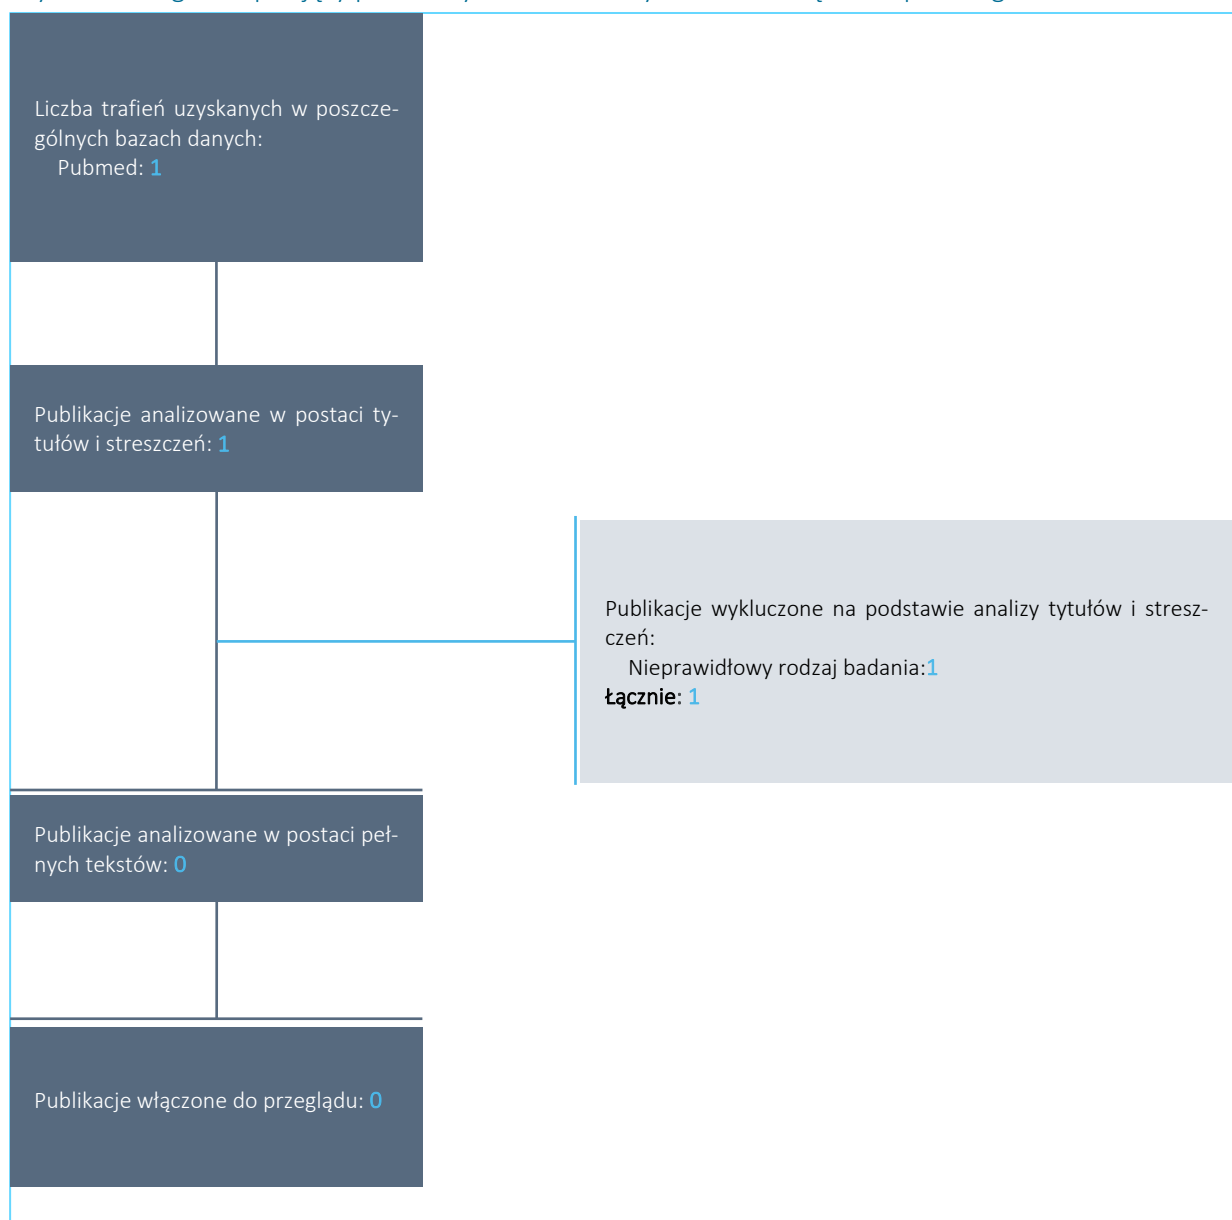 Liczba trafień uzyskanych w poszcze-
gólnych bazach danych:
Pubmed: 1
Publikacje analizowane w postaci ty-
tułów i streszczeń: 1
Publikacje wykluczone na podstawie analizy tytułów i stresz-
czeń:
Nieprawidłowy rodzaj badania:1
Łącznie: 1
Publikacje analizowane w postaci peł-
nych tekstów: 0
Publikacje włączone do przeglądu: 0